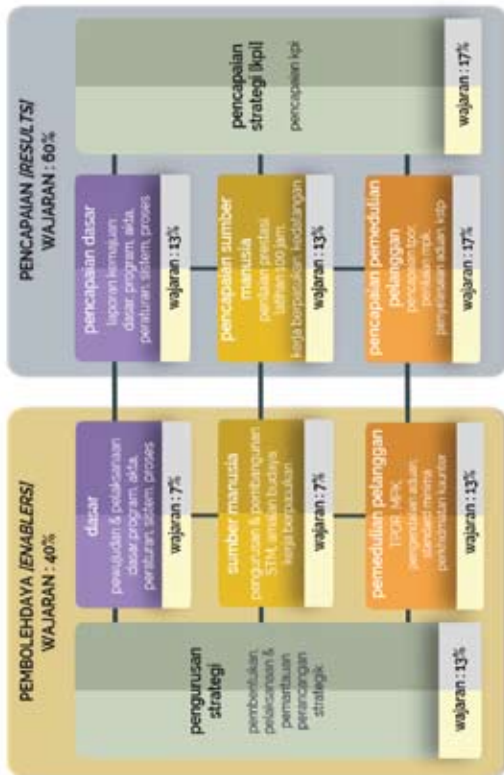 PEMBOLEHDAYA [ENABLERS]
WAJARAN : 40%
pengurusan
strategi
pembentukan,
pelaksanaan &
pemantauan
perancangan
strategik
wajaran : 13%
dasar
pewujudan & pelaksanaan
dasar, program, akta,
peraturan, sistem, proses
wajaran : 7%
sumber manusia
pengurusan & pembangunan
STM, amalan budaya
kerja berpasukan
wajaran : 7%
pemedulian pelanggan
TPOR, MPK,
pengendalian aduan,
standard minima
perkhidmatan kaunter
wajaran : 13%
PENCAPAIAN [RESULTS]
WAJARAN : 60%
pencapaian dasar
laporan kemajuan:
dasar, program, akta,
peraturan, sistem, proses
wajaran : 13%
pencapaian sumber
manusia
penilaian prestasi,
latihan 100 jam,
kerja berpasukan, kedatangan
wajaran : 13%
pencapaian pemedulian
pelanggan
pencapaian tpor,
penilaian mpk,
penyelesaian aduan, kdip
wajaran : 17%
pencapaian
strategi [kpi]
pencapaian kpi
wajaran : 17%